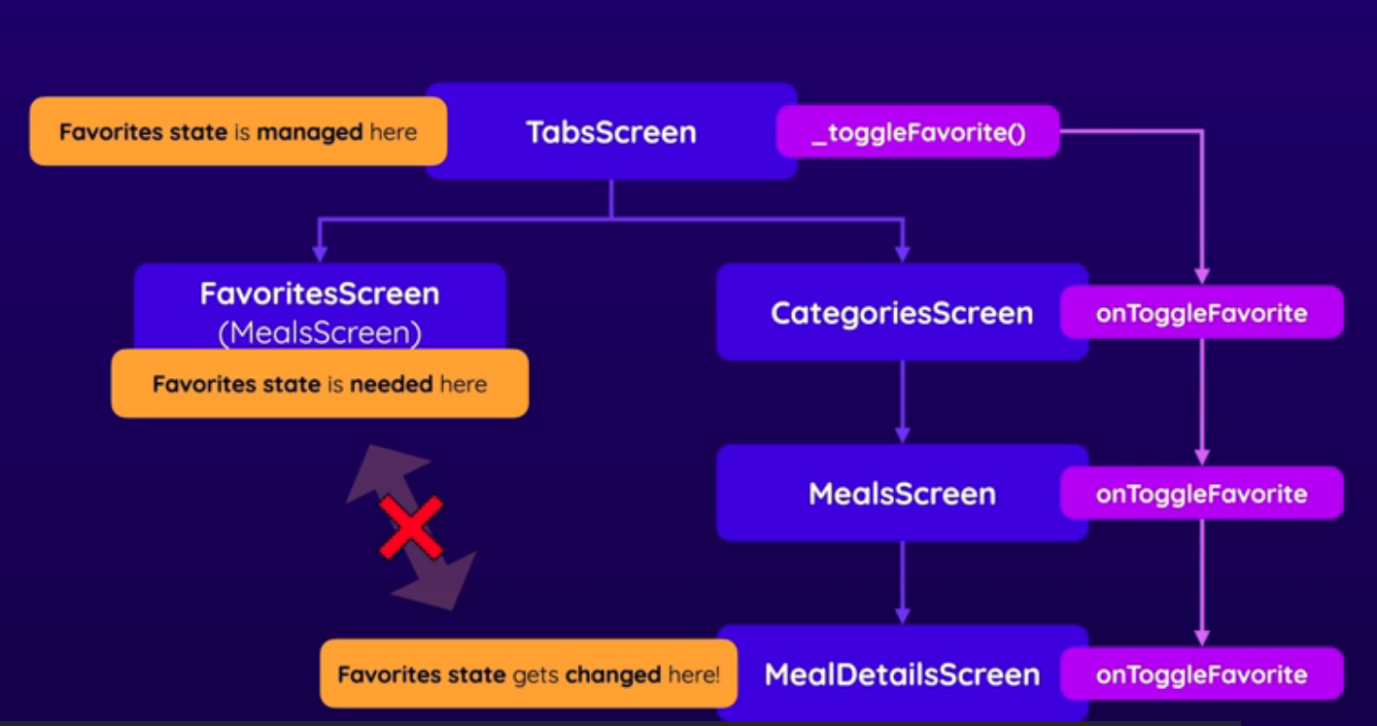 Favorites state is managed here
TabsScreen
_toggleFavorite()
FavoritesScreen
(MealsScreen)
Favorites state is needed here
CategoriesScreen
onToggleFavorite
MealsScreen
onToggleFavorite
Favorites state gets changed here!
MealDetailsScreen
onToggleFavorite